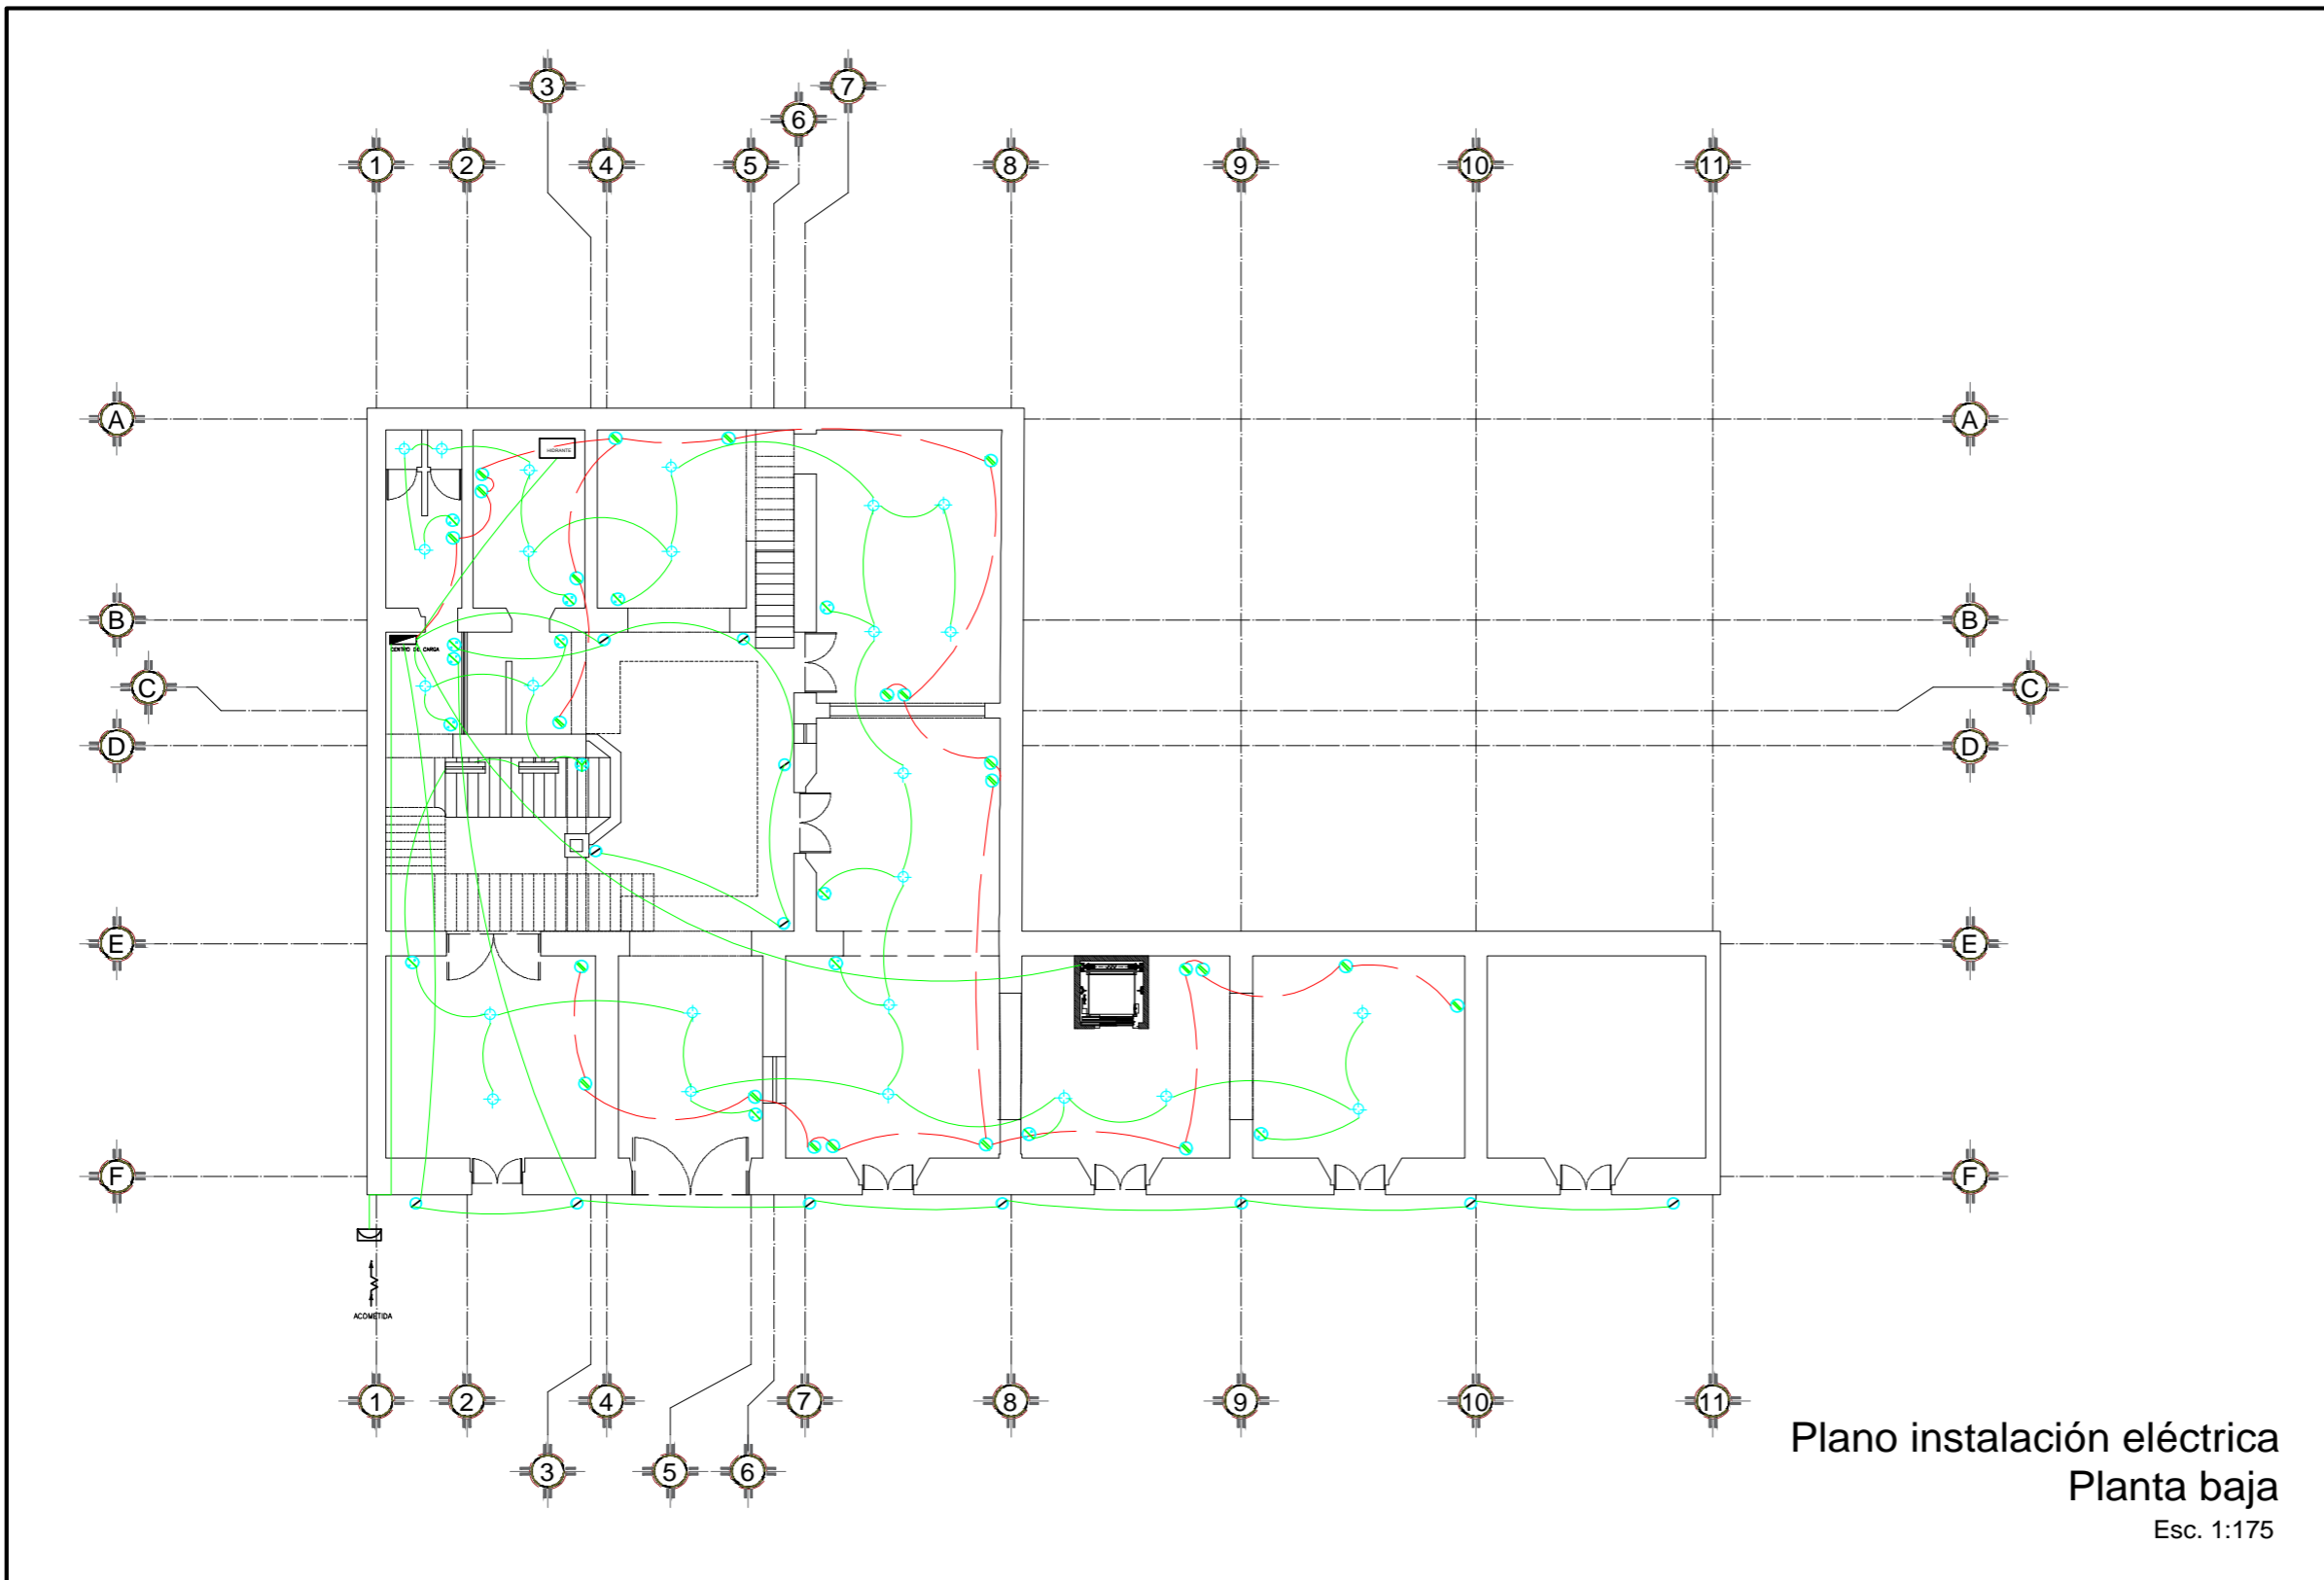 3
7
6
1
2
4
5
8
9
10
11
A
A
HIDRANTE
B
B
CENTRO DE CARGA
C
C
D
D
E
E
F
F
ACOMETIDA
1
2
4
7
8
9
10
11
3
5
6
Plano instalación eléctrica
Planta baja
Esc. 1:175